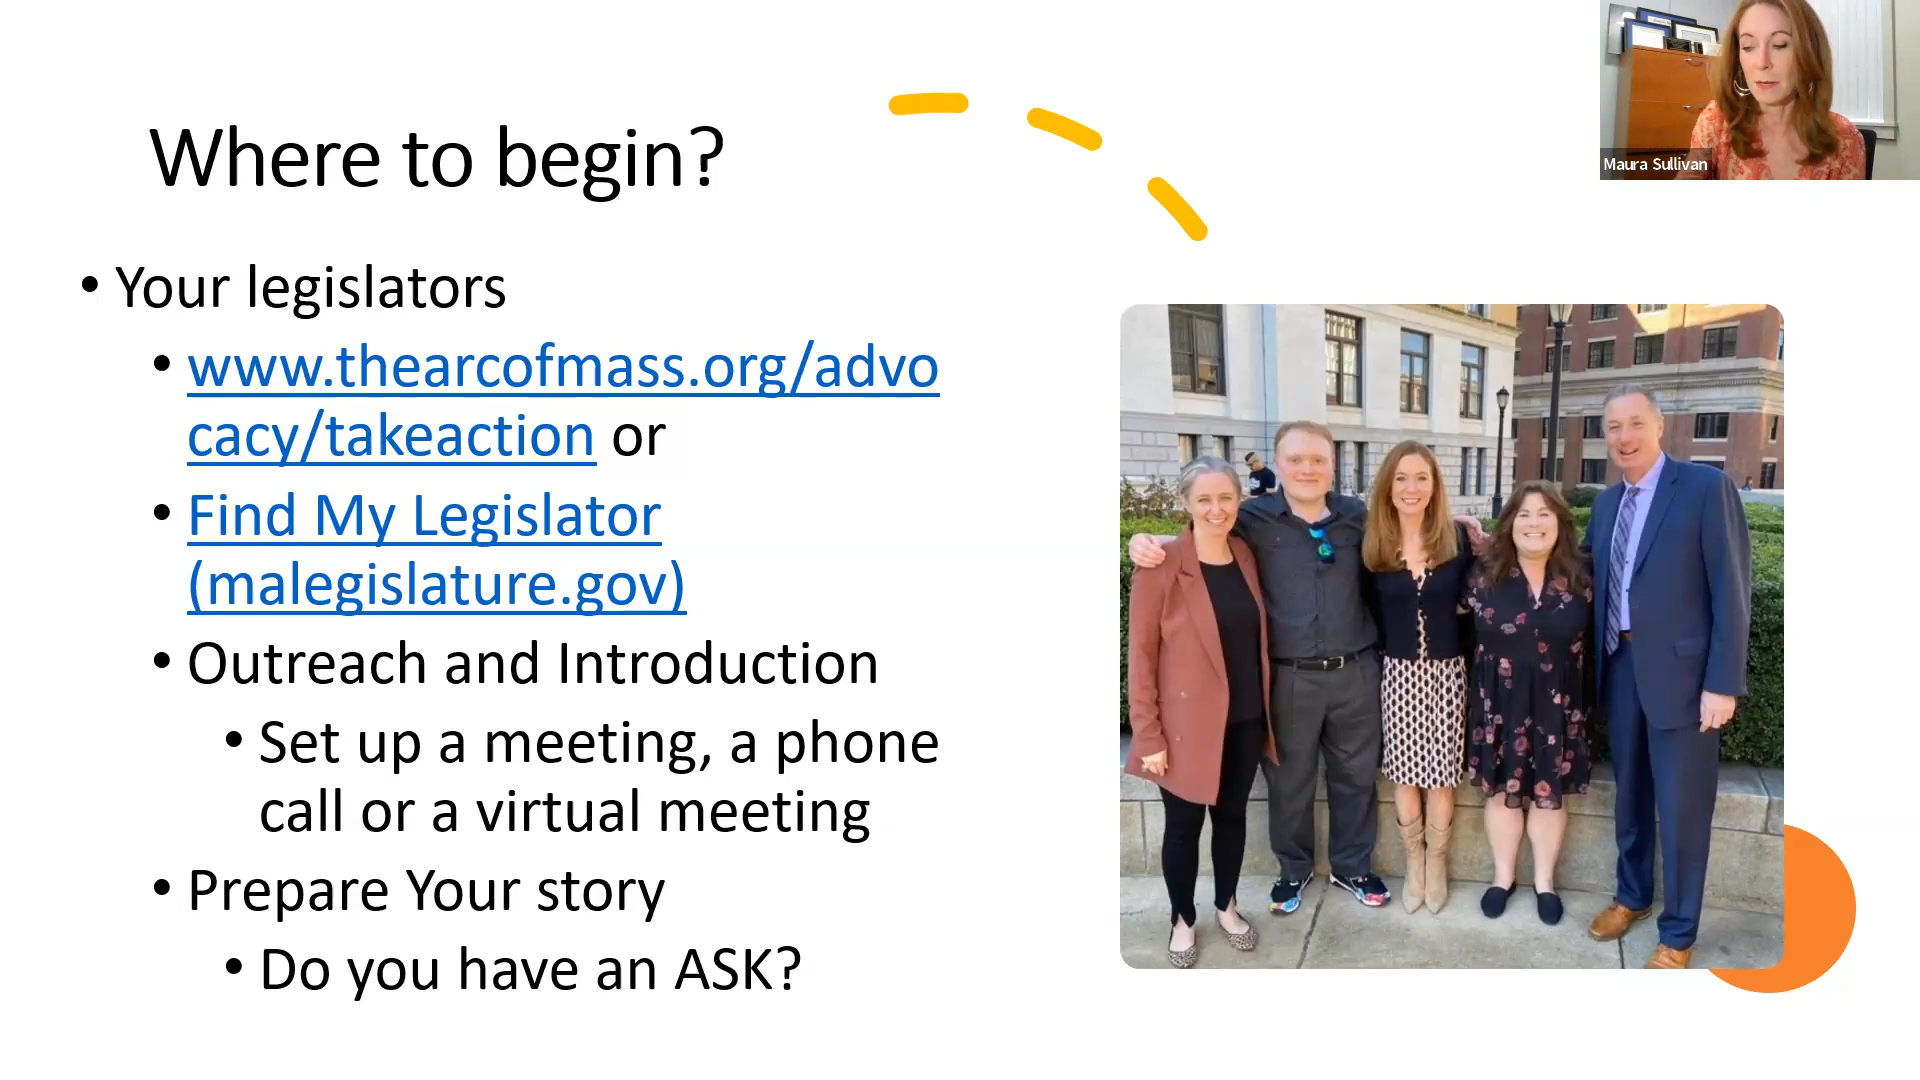 Where to begin?
• Your legislators
• www.thearcofmass.org/advo
cacy/takeaction or
• Find My Legislator
(malegislature.gov)
• Outreach and Introduction
• Set up a meeting, a phone
call or a virtual meeting
• Prepare Your story
• Do you have an ASK?
Maura Sullivan